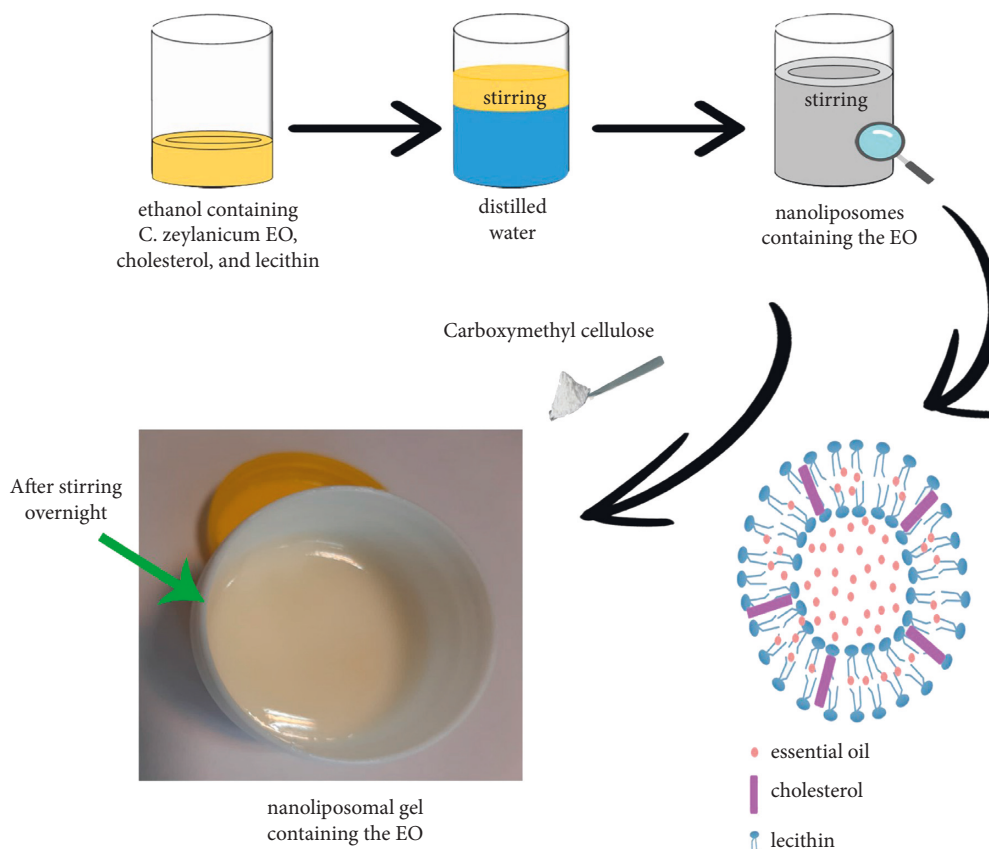 stirring
stirring
ethanol containing
C. zeylanicum EO,
cholesterol, and lecithin
distilled
water
nanoliposomes
containing the EO
Carboxymethyl cellulose
After stirring
overnight
nanoliposomal gel
containing the EO
essential oil
cholesterol
lecithin